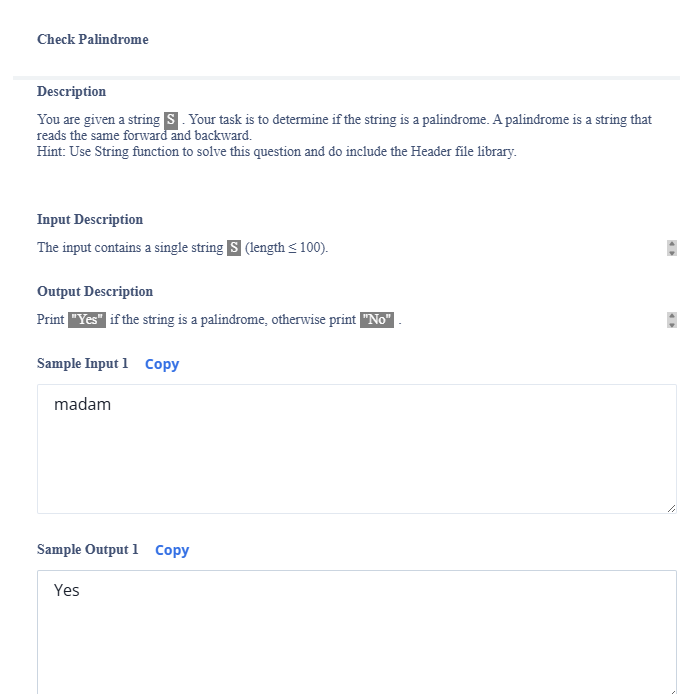 Check Palindrome
Description
You are given a string S . Your task is to determine if the string is a palindrome. A palindrome is a string that
reads the same forward and backward.
Hint: Use String function to solve this question and do include the Header file library.
Input Description
The input contains a single string S (length ≤ 100).
Output Description
Print "Yes" if the string is a palindrome, otherwise print "No" .
Sample Input 1 Copy
madam
Sample Output 1 Copy
Yes